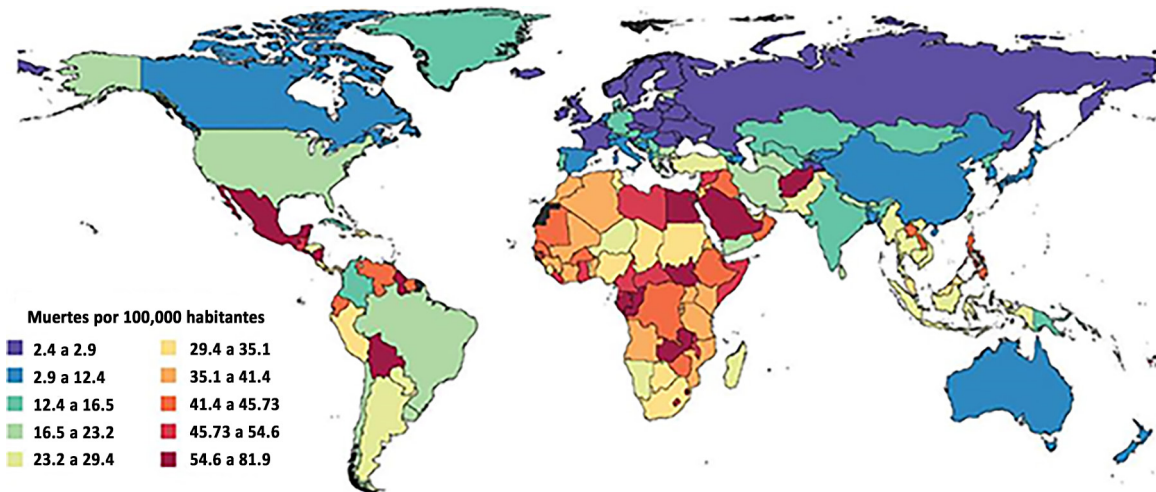 Muertes por 100,000 habitantes
2.4 a 2.9
2.9 a 12.4
12.4 a 16.5
16.5 a 23.2
23.2 a 29.4
29.4 a 35.1
35.1 a 41.4
41.4 a 45.73
45.73 a 54.6
54.6 a 81.9